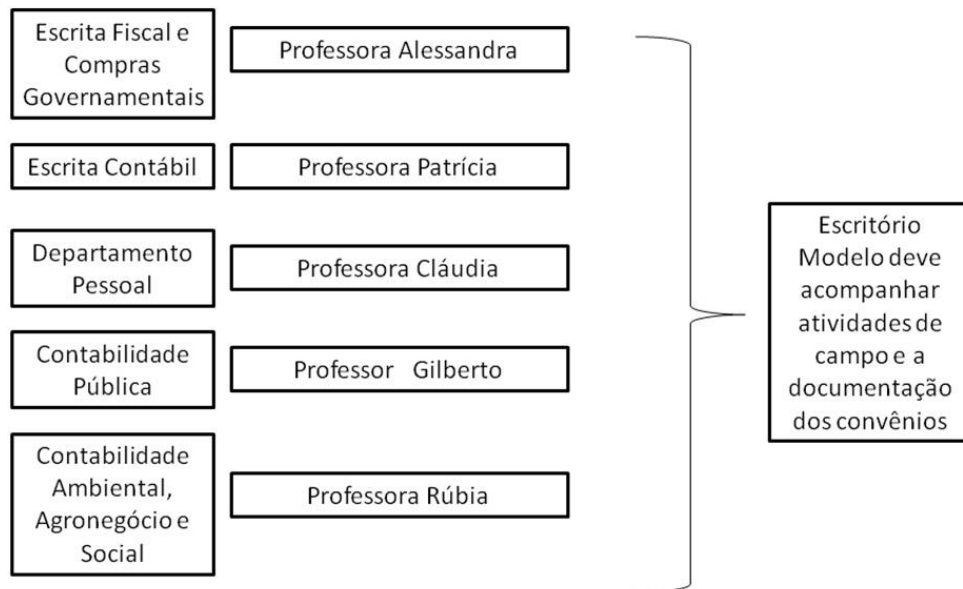 Escrita Fiscal e
Compras
Governamentais
Professora Alessandra
Escrita Contábil
Professora Patrícia
Departamento
Pessoal
Professora Cláudia
Contabilidade
Pública
Professor Gilberto
Contabilidade
Ambiental,
Agronegócio e
Social
Professora Rúbia
Escritório
Modelo deve
acompanhar
atividades de
campo e a
documentação
dos convênios